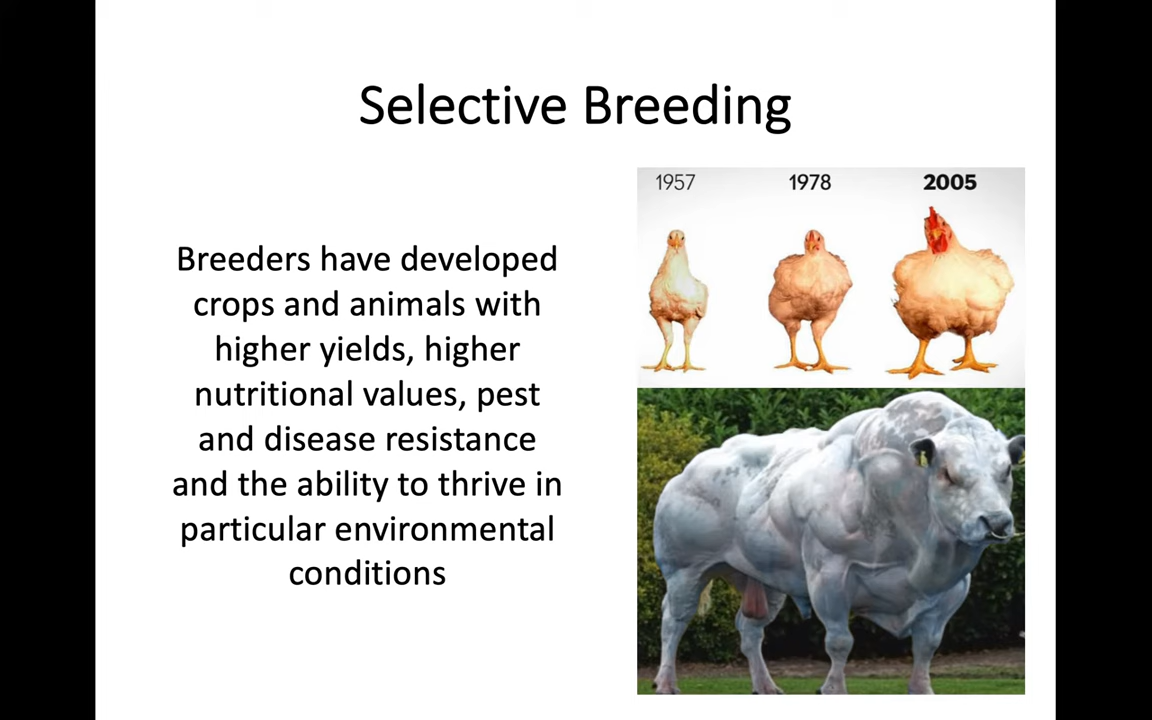 Selective Breeding
Breeders have developed
crops and animals with
higher yields, higher
nutritional values, pest
and disease resistance
and the ability to thrive in
particular environmental
conditions
1957 1978 2005